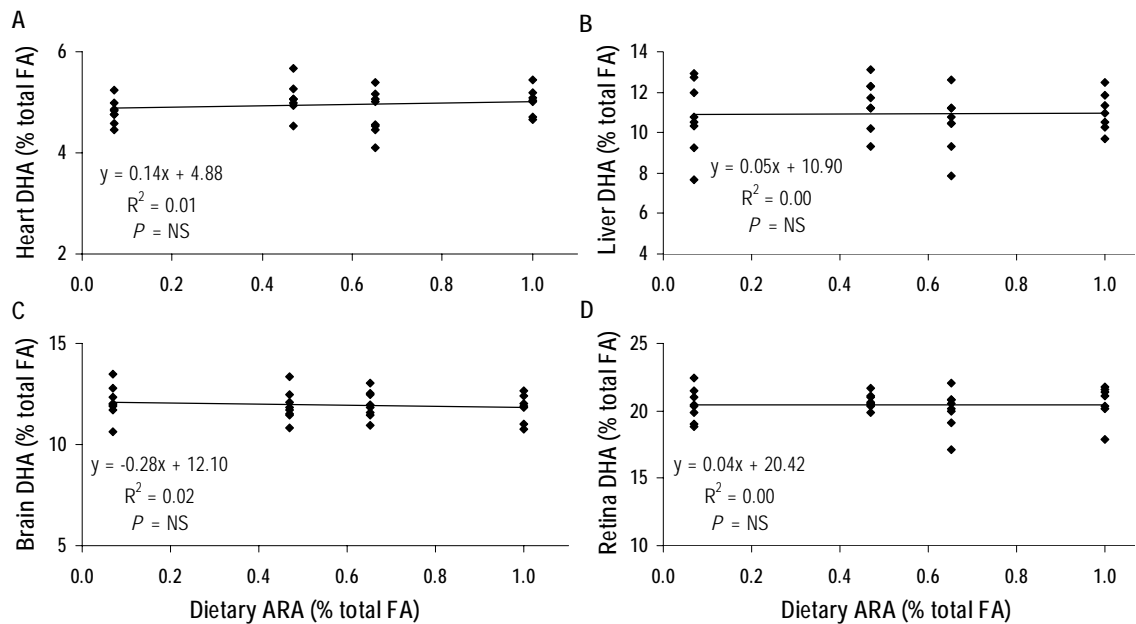 A
Heart DHA (% total FA)
6
4
2
y = 0.14x + 4.88
R² = 0.01
P = NS
0.0 0.2 0.4 0.6 0.8 1.0
B
Liver DHA (% total FA)
14
12
10
8
6
4
y = 0.05x + 10.90
R² = 0.00
P = NS
0.0 0.2 0.4 0.6 0.8 1.0
C
Brain DHA (% total FA)
15
10
5
y = -0.28x + 12.10
R² = 0.02
P = NS
0.0 0.2 0.4 0.6 0.8 1.0
Dietary ARA (% total FA)
D
Retina DHA (% total FA)
25
20
15
10
y = 0.04x + 20.42
R² = 0.00
P = NS
0.0 0.2 0.4 0.6 0.8 1.0
Dietary ARA (% total FA)